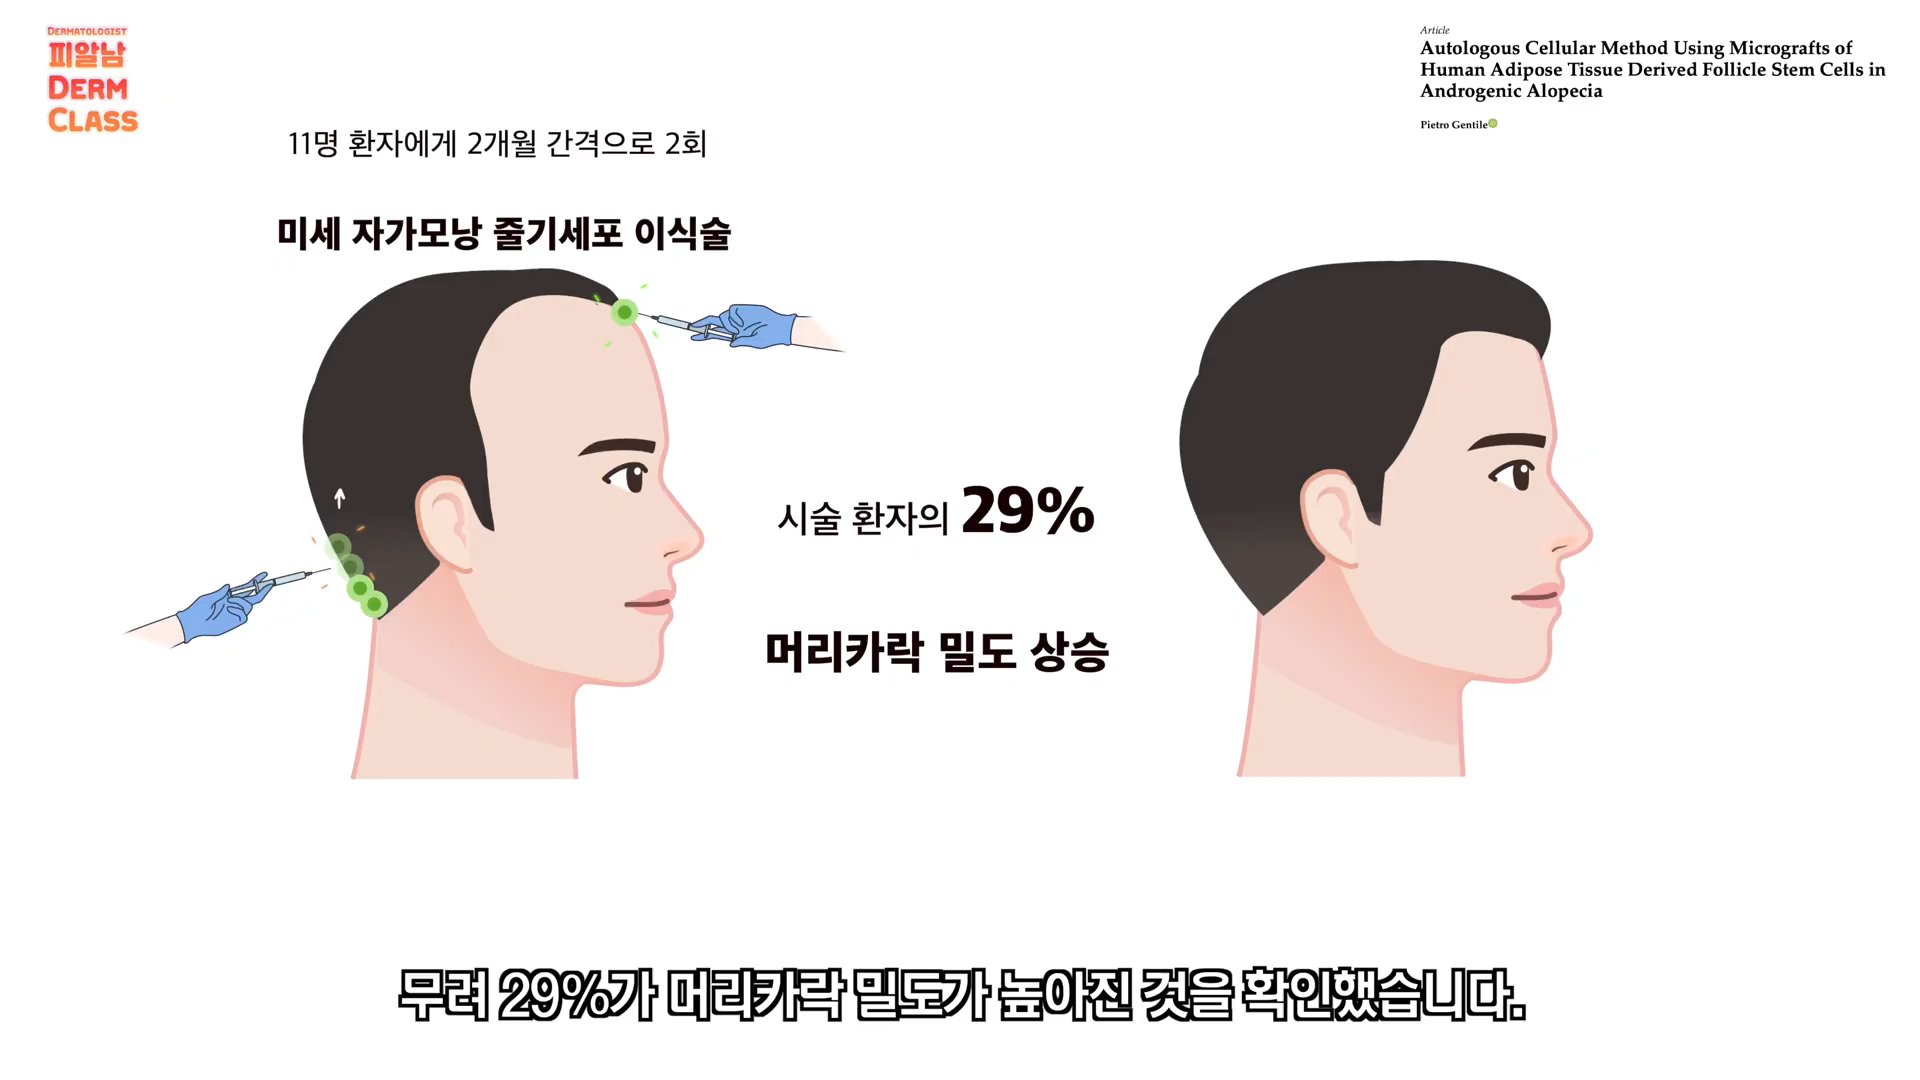 DERMATOLOGIST
피알남
DERM
CLASS
Article
Autologous Cellular Method Using Micrografts of
Human Adipose Tissue Derived Follicle Stem Cells in
Androgenic Alopecia
Pietro Gentile
11명 환자에게 2개월 간격으로 2회
미세 자가모낭 줄기세포 이식술
시술 환자의 29%
머리카락 밀도 상승
무려 29%가 머리카락 밀도가 높아진 것을 확인했습니다.